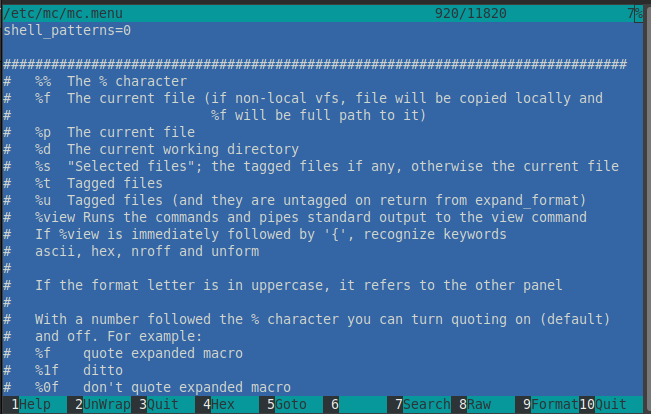 /etc/mc/mc.menu 920/11820 7%
shell_patterns=0
##############################################################################
# %% The % character
# %f The current file (if non-local vfs, file will be copied locally and
# %f will be full path to it)
# %p The current file
# %d The current working directory
# %s "Selected files"; the tagged files if any, otherwise the current file
# %t Tagged files
# %u Tagged files (and they are untagged on return from expand_format)
# %view Runs the commands and pipes standard output to the view command
# If %view is immediately followed by '{', recognize keywords
# ascii, hex, nroff and unform
#
# If the format letter is in uppercase, it refers to the other panel
#
# With a number followed the % character you can turn quoting on (default)
# and off. For example:
# %f quote expanded macro
# %1f ditto
# %0f don't quote expanded macro
1Help 2UnWrap 3Quit 4Hex 5Goto 6 7Search 8Raw 9Format 10Quit